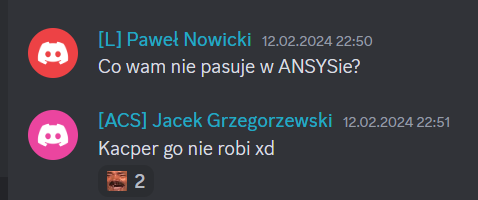 [L] Paweł Nowicki 12.02.2024 22:50
Co wam nie pasuje w ANSYSie?
[ACS] Jacek Grzegorzewski 12.02.2024 22:51
Kacper go nie robi xd
2